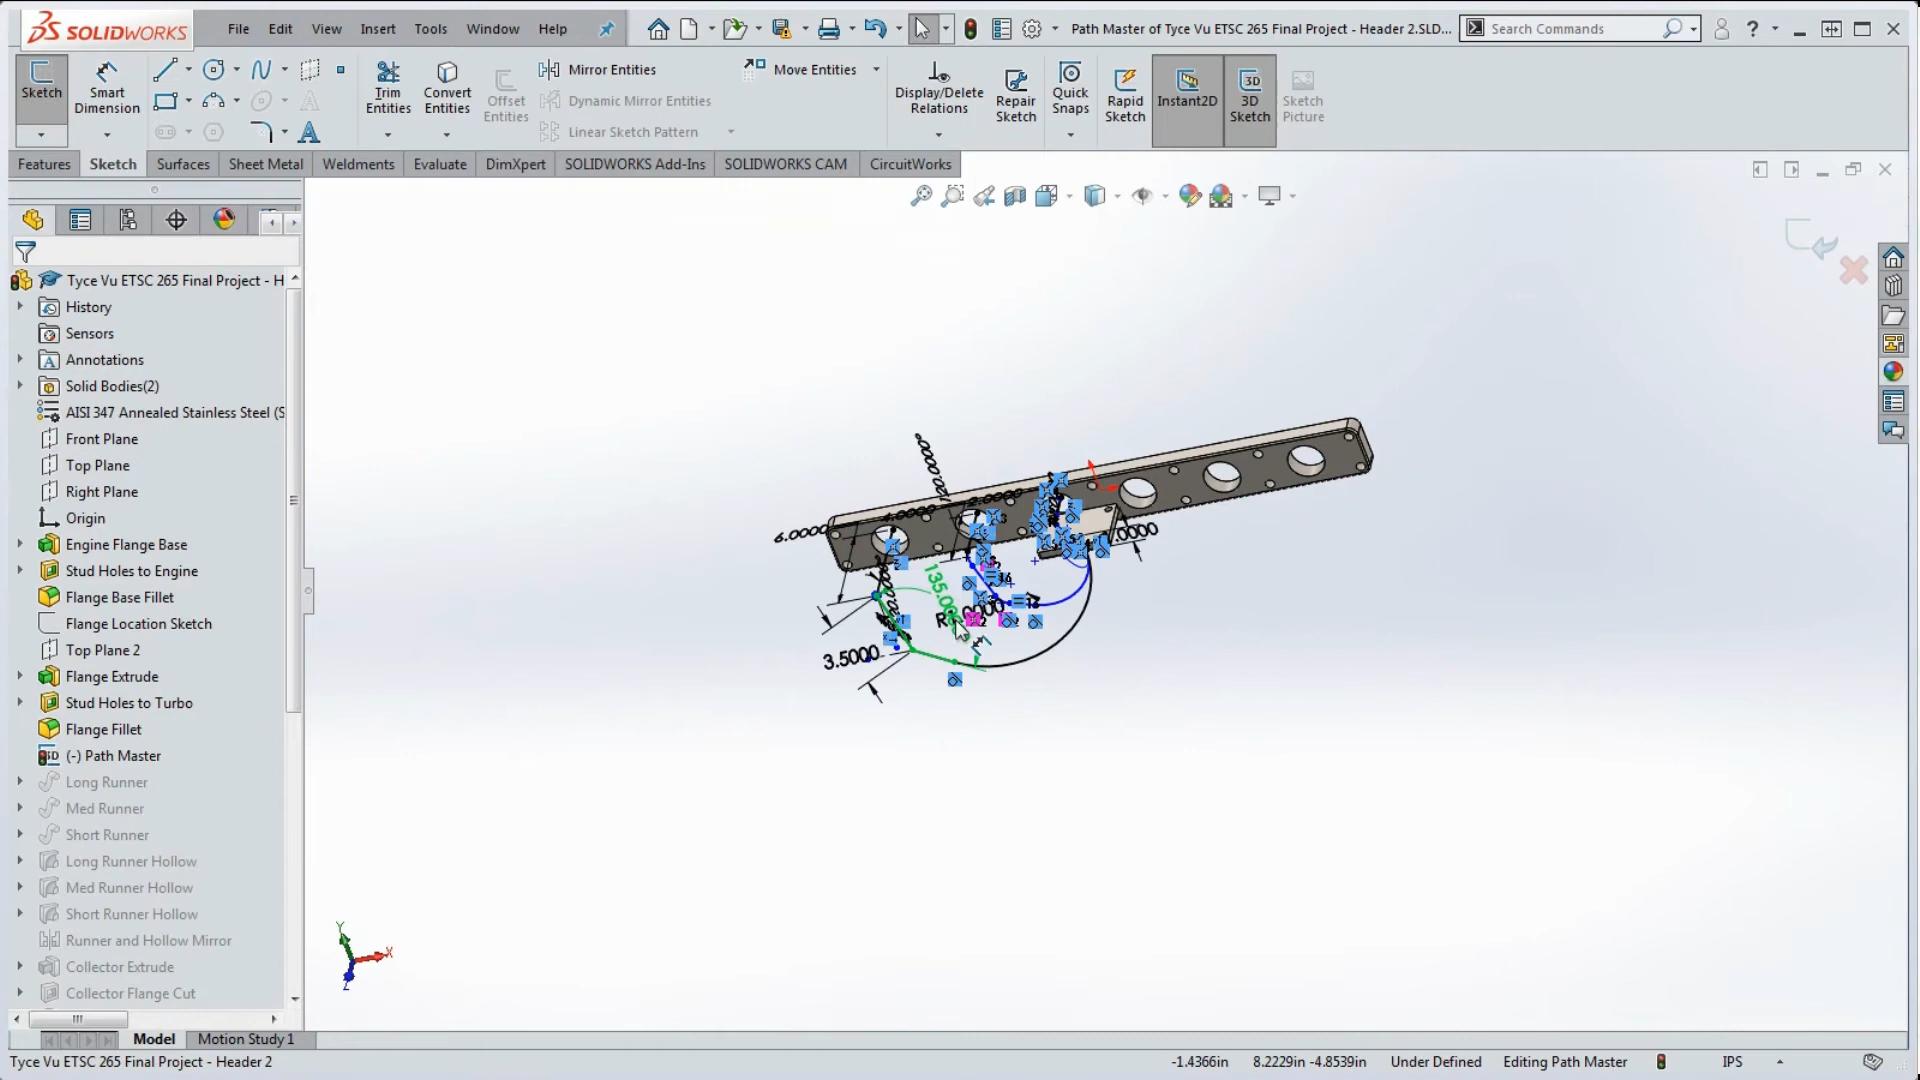 SOLIDWORKS
File Edit View Insert Tools Window Help
Path Master of Tyce Vu ETSC 265 Final Project - Header 2.SLD...
Search Commands
Sketch
Smart Dimension
Trim Entities
Convert Entities
Offset Entities
Mirror Entities
Dynamic Mirror Entities
Linear Sketch Pattern
Move Entities
Display/Delete Relations
Repair Sketch
Quick Snaps
Rapid Sketch
Instant2D
3D Sketch
Sketch Picture
Features Sketch Surfaces Sheet Metal Weldments Evaluate DimXpert SOLIDWORKS Add-Ins SOLIDWORKS CAM CircuitWorks
Tyce Vu ETSC 265 Final Project - H
History
Sensors
Annotations
Solid Bodies(2)
AISI 347 Annealed Stainless Steel (S
Front Plane
Top Plane
Right Plane
Origin
Engine Flange Base
Stud Holes to Engine
Flange Base Fillet
Flange Location Sketch
Top Plane 2
Flange Extrude
Stud Holes to Turbo
Flange Fillet
(-) Path Master
Long Runner
Med Runner
Short Runner
Long Runner Hollow
Med Runner Hollow
Short Runner Hollow
Runner and Hollow Mirror
Collector Extrude
Collector Flange Cut
6.0000
3.5000
Y
X
Z
Model Motion Study 1
Tyce Vu ETSC 265 Final Project - Header 2
-1.4366in 8.2229in -4.8539in Under Defined Editing Path Master IPS